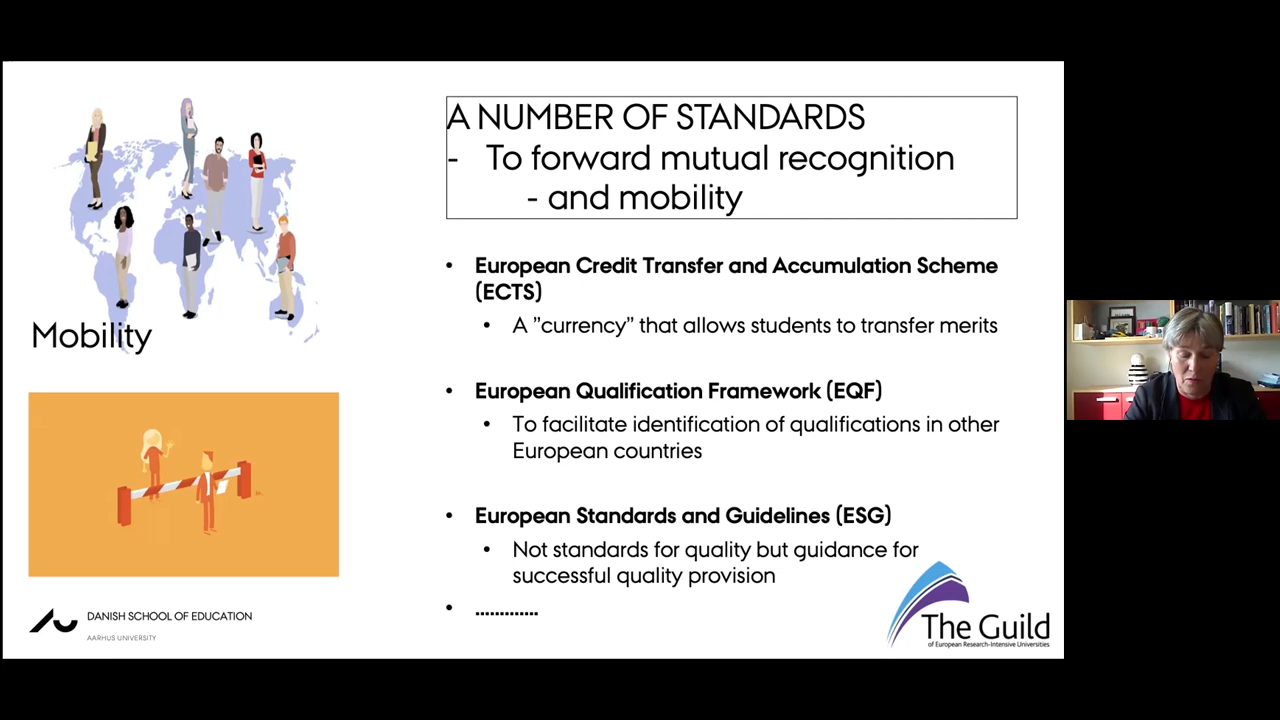 A NUMBER OF STANDARDS
- To forward mutual recognition
- and mobility
Mobility
• European Credit Transfer and Accumulation Scheme
(ECTS)
• A ”currency” that allows students to transfer merits
• European Qualification Framework (EQF)
• To facilitate identification of qualifications in other
European countries
• European Standards and Guidelines (ESG)
• Not standards for quality but guidance for
successful quality provision
• .............
DANISH SCHOOL OF EDUCATION
AARHUS UNIVERSITY
The Guild
of European Research-Intensive Universities